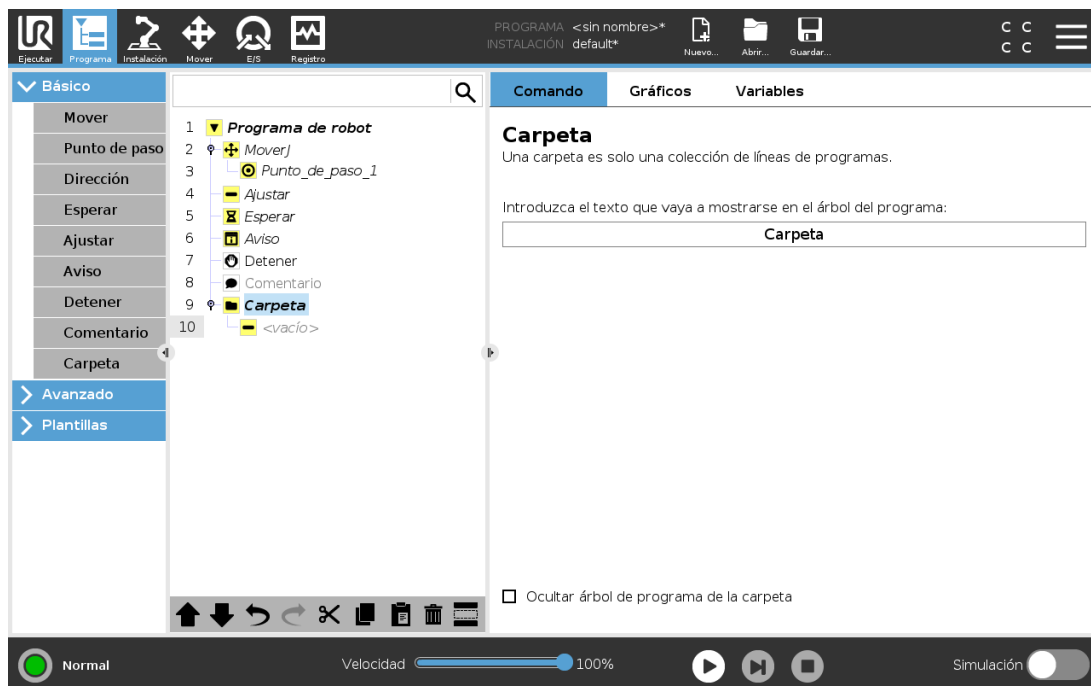 PROGRAMA <sin nombre>*
INSTALACIÓN default*
C C
C C
Ejecutar Programa Instalación Mover E/S Registro Nuevo... Abrir... Guardar...
Básico
Mover
Punto de paso
Dirección
Esperar
Ajustar
Aviso
Detener
Comentario
Carpeta
Avanzado
Plantillas
1 Programa de robot
2 MoverJ
3 Punto_de_paso_1
4 Ajustar
5 Esperar
6 Aviso
7 Detener
8 Comentario
9 Carpeta
10 <vacío>
Comando Gráficos Variables
Carpeta
Una carpeta es solo una colección de líneas de programas.
Introduzca el texto que vaya a mostrarse en el árbol del programa:
Carpeta
Ocultar árbol de programa de la carpeta
Normal Velocidad 100% Simulación